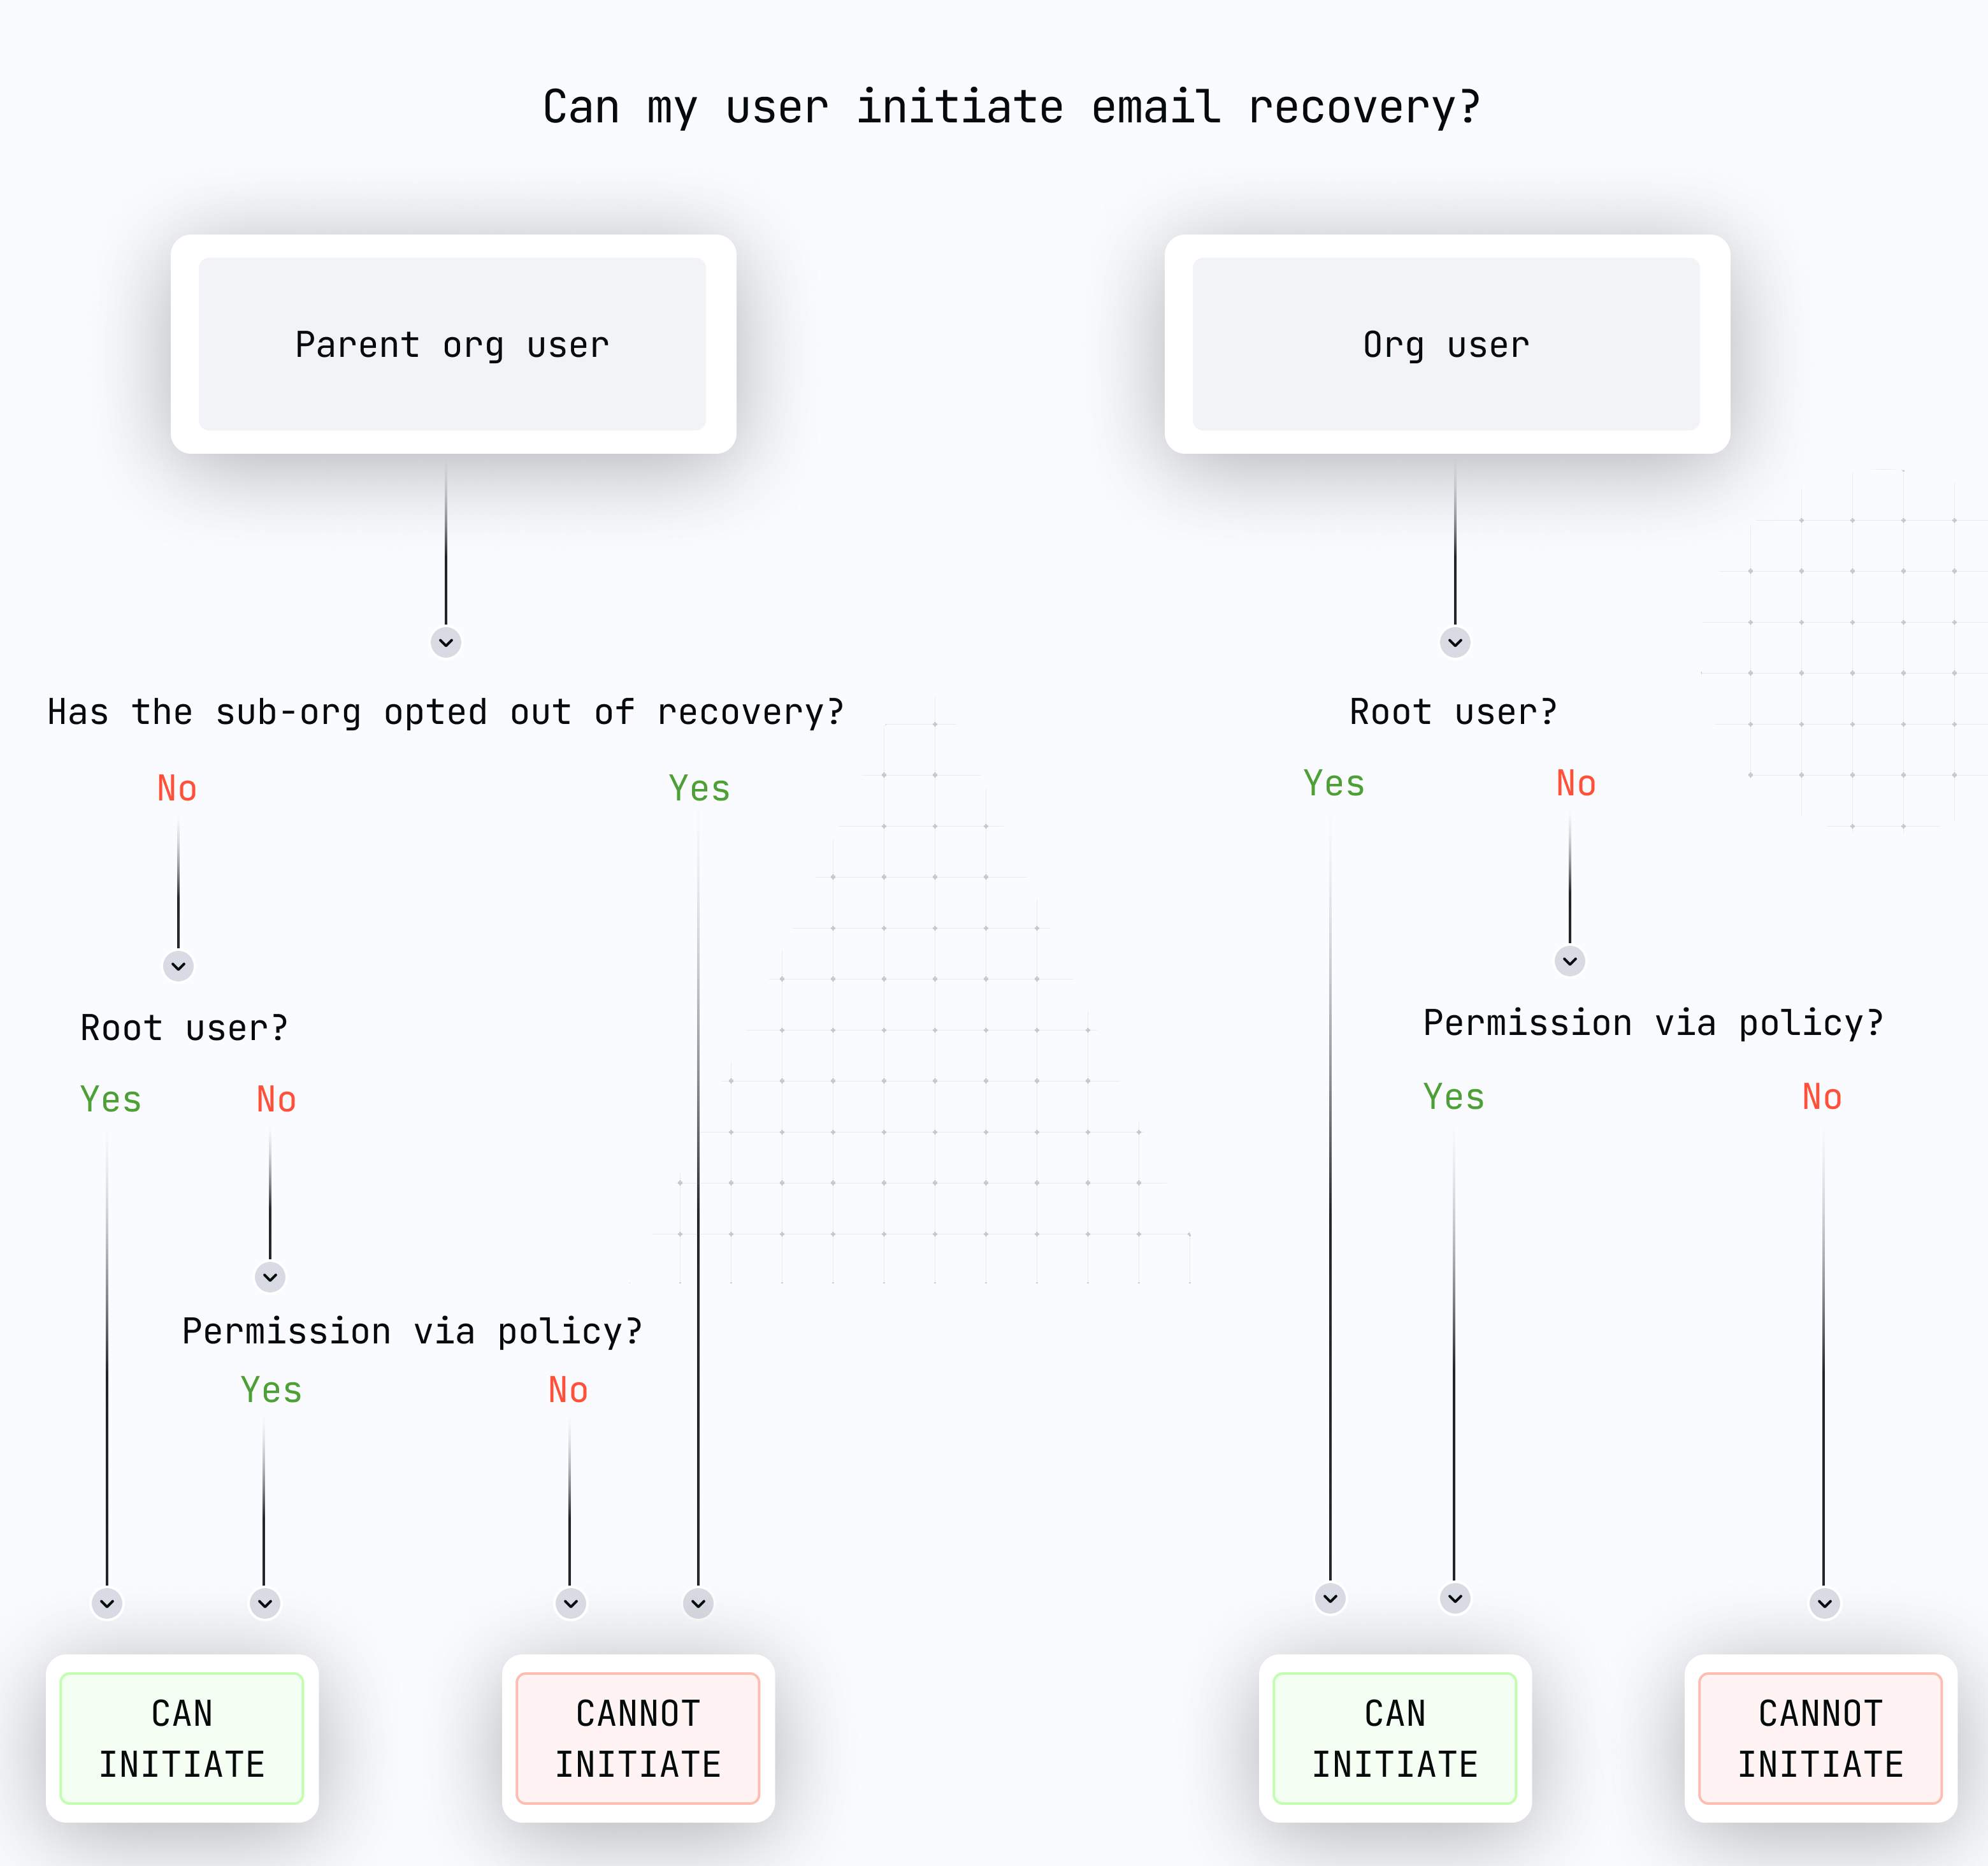 Can my user initiate email recovery?
Parent org user
Org user
Has the sub-org opted out of recovery?
Root user?
No
Yes
Yes
No
Root user?
Permission via policy?
Yes
No
Yes
No
Permission via policy?
Yes
No
CAN
INITIATE
CANNOT
INITIATE
CAN
INITIATE
CANNOT
INITIATE